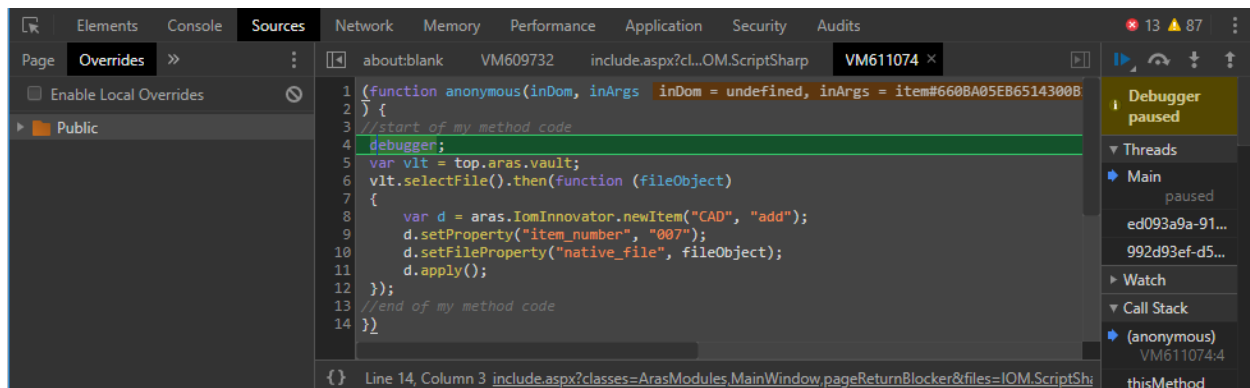 Elements Console Sources Network Memory Performance Application Security Audits 13 87
Page Overrides » about:blank VM609732 include.aspx?cl...OM.ScriptSharp VM611074 ×
Enable Local Overrides
Public
1 (function anonymous(inDom, inArgs inDom = undefined, inArgs = item#660BA05EB6514300B
2 ) {
3 //start of my method code
4 debugger;
5 var vlt = top.aras.vault;
6 vlt.selectFile().then(function (fileObject)
7 {
8 var d = aras.IomInnovator.newItem("CAD", "add");
9 d.setProperty("item_number", "007");
10 d.setFileProperty("native_file", fileObject);
11 d.apply();
12 });
13 //end of my method code
14 })
{} Line 14, Column 3 include.aspx?classes=ArasModules,MainWindow,pageReturnBlocker&files=IOM.ScriptSha
Debugger
paused
Threads
Main
paused
ed093a9a-91...
992d93ef-d5...
Watch
Call Stack
(anonymous)
VM611074:4
thisMethod